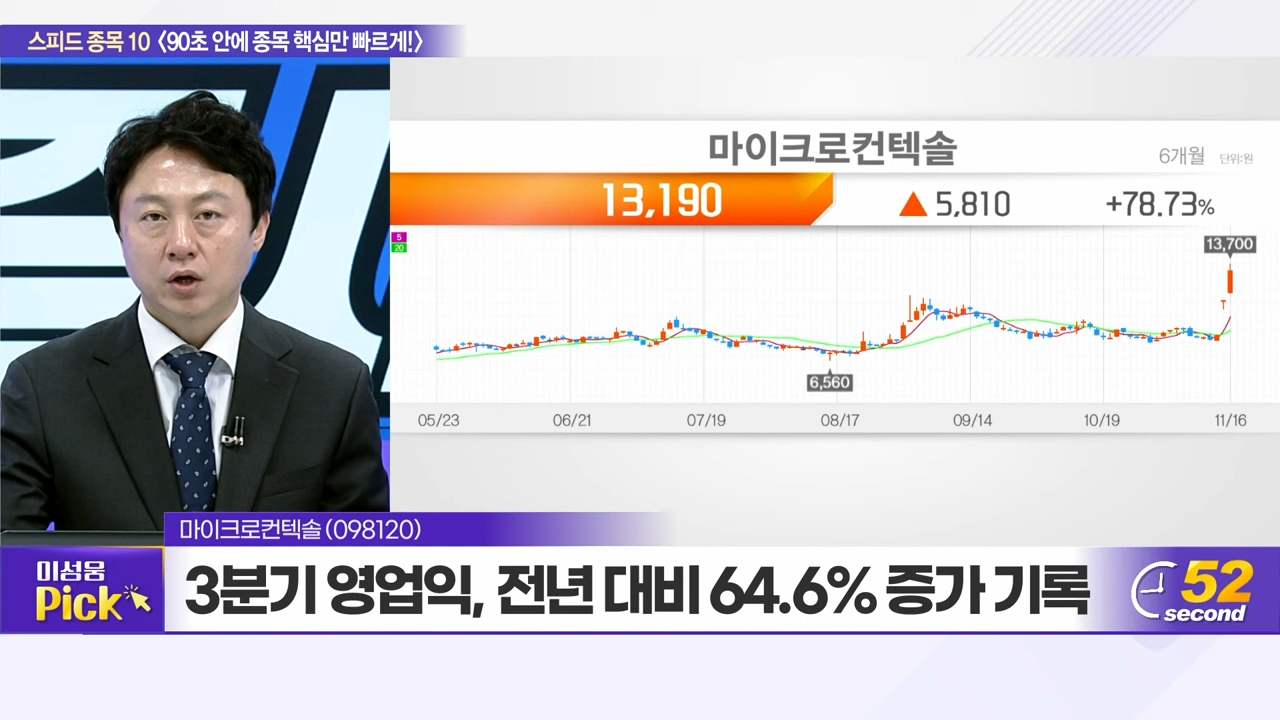 스피드 종목 10 〈90초 안에 종목 핵심만 빠르게!〉
마이크로컨텍솔
6개월 단위:원
13,190 ▲ 5,810 +78.73%
5
20
13,700
6,560
05/23 06/21 07/19 08/17 09/14 10/19 11/16
마이크로컨텍솔 (098120)
이성웅
Pick
3분기 영업익, 전년 대비 64.6% 증가 기록
52
second